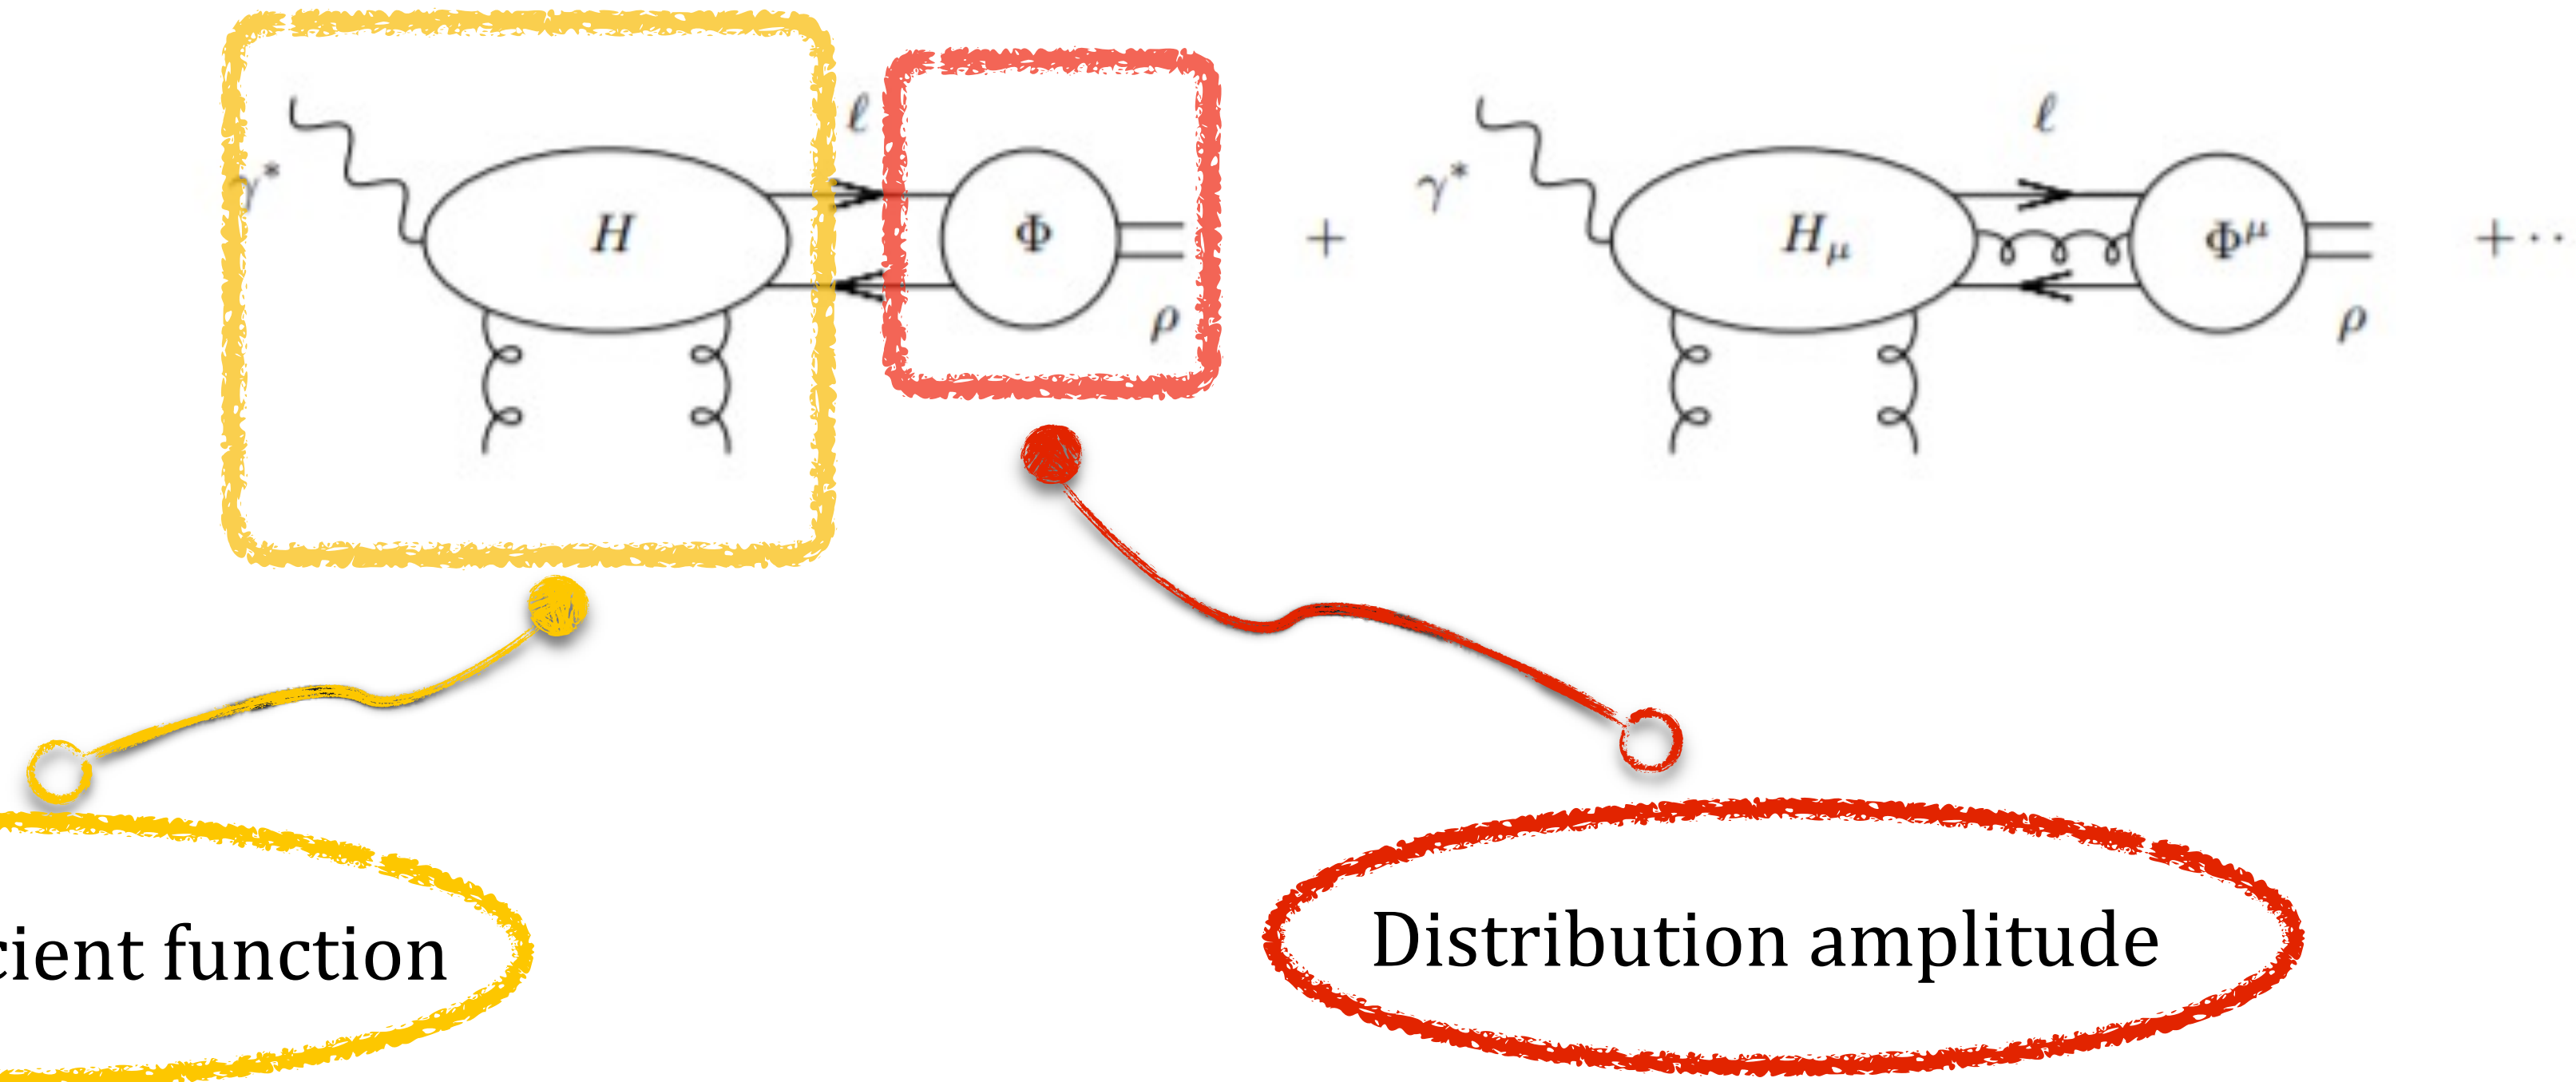 ℓ
ℓ
γ*
H
Φ
+
γ*
H_μ
Φ^μ
+ ··
ρ
ρ
cient function
Distribution amplitude